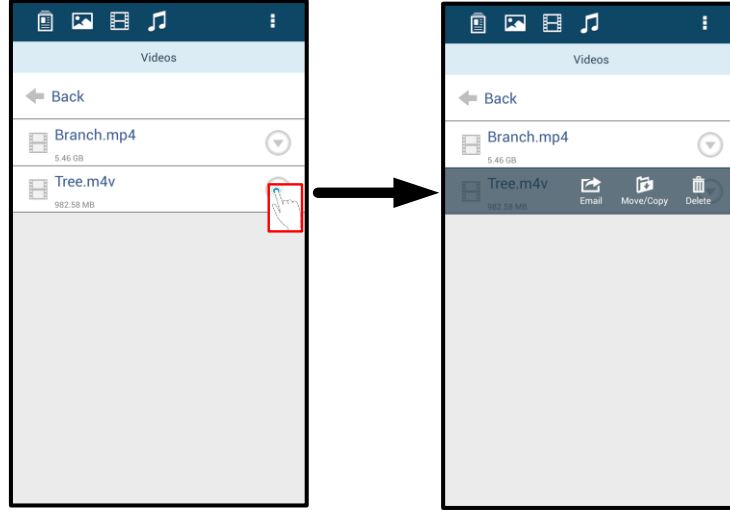 Videos
Back
Branch.mp4
5.46 GB
Tree.m4v
982.58 MB
Videos
Back
Branch.mp4
5.46 GB
Tree.m4v
982.58 MB
Email Move/Copy Delete